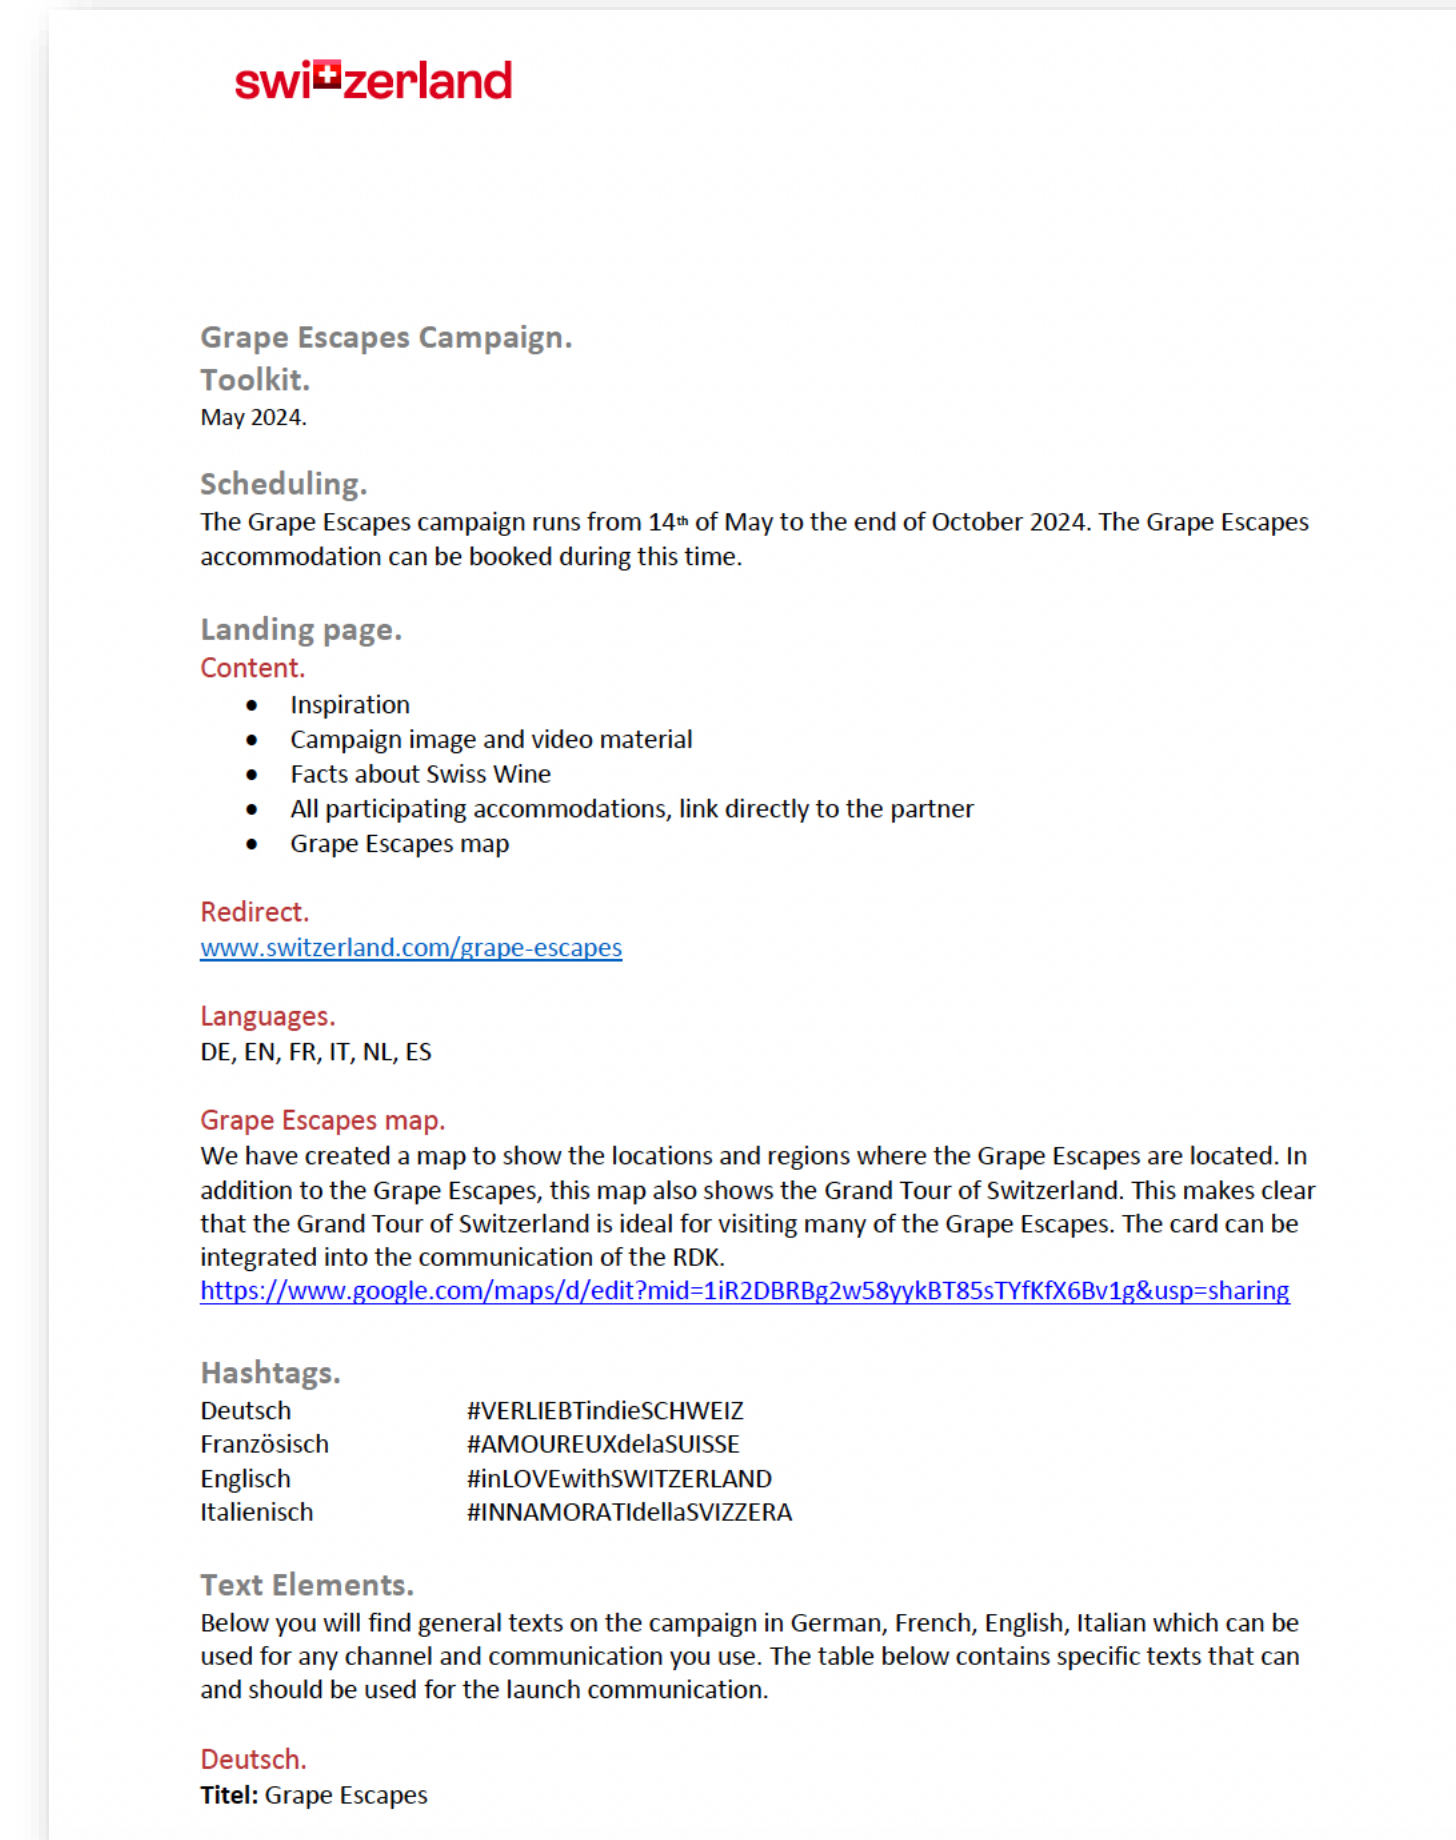 switzerland
Grape Escapes Campaign.
Toolkit.
May 2024.
Scheduling.
The Grape Escapes campaign runs from 14th of May to the end of October 2024. The Grape Escapes
accommodation can be booked during this time.
Landing page.
Content.
• Inspiration
• Campaign image and video material
• Facts about Swiss Wine
• All participating accommodations, link directly to the partner
• Grape Escapes map
Redirect.
www.switzerland.com/grape-escapes
Languages.
DE, EN, FR, IT, NL, ES
Grape Escapes map.
We have created a map to show the locations and regions where the Grape Escapes are located. In
addition to the Grape Escapes, this map also shows the Grand Tour of Switzerland. This makes clear
that the Grand Tour of Switzerland is ideal for visiting many of the Grape Escapes. The card can be
integrated into the communication of the RDK.
https://www.google.com/maps/d/edit?mid=1iR2DBRBg2w58yykBT85sTYfKfX6Bv1g&usp=sharing
Hashtags.
Deutsch #VERLIEBTindieSCHWEIZ
Französisch #AMOUREUXdelaSUISSE
Englisch #inLOVEwithSWITZERLAND
Italienisch #INNAMORATIdellaSVIZZERA
Text Elements.
Below you will find general texts on the campaign in German, French, English, Italian which can be
used for any channel and communication you use. The table below contains specific texts that can
and should be used for the launch communication.
Deutsch.
Titel: Grape Escapes